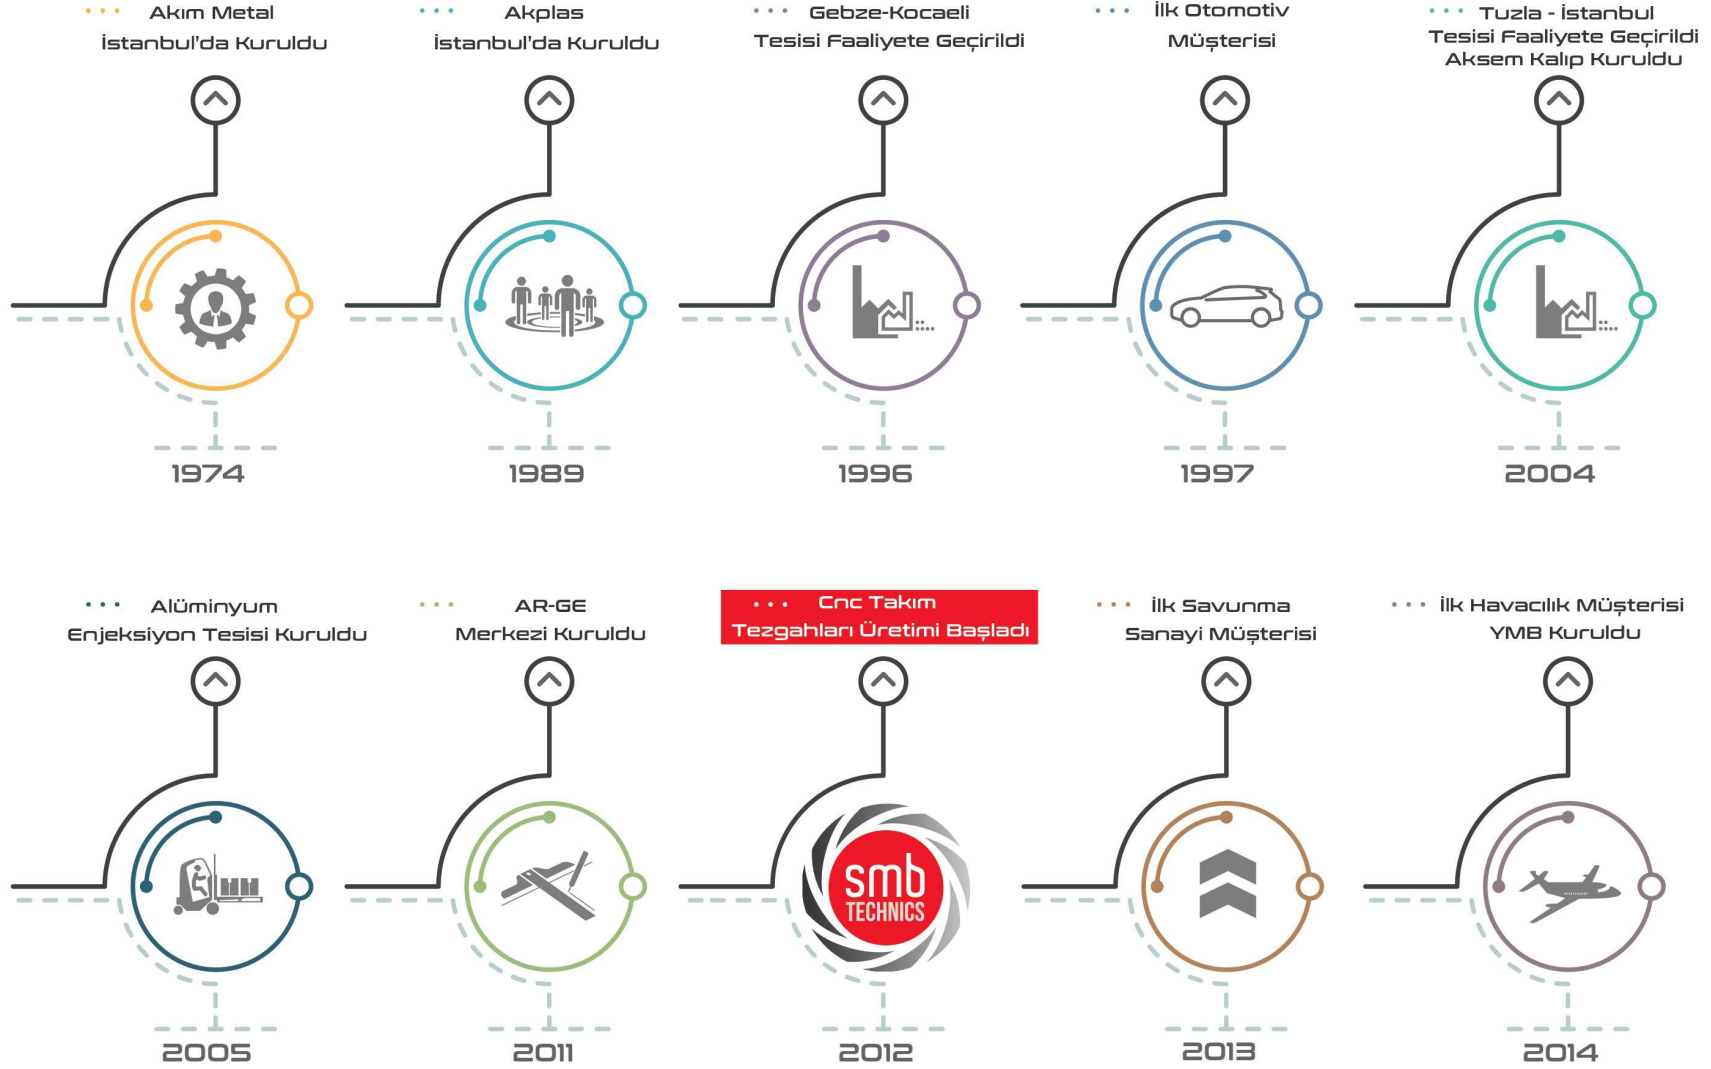 Akım Metal
İstanbul'da Kuruldu
Akplas
İstanbul'da Kuruldu
Gebze-Kocaeli
Tesisi Faaliyete Geçirildi
İlk Otomotiv
Müşterisi
Tuzla - İstanbul
Tesisi Faaliyete Geçirildi
Aksem Kalıp Kuruldu
1974
1989
1996
1997
2004
Alüminyum
Enjeksiyon Tesisi Kuruldu
AR-GE
Merkezi Kuruldu
Cnc Takım
Tezgahları Üretimi Başladı
İlk Savunma
Sanayi Müşterisi
İlk Havacılık Müşterisi
YMB Kuruldu
smb
TECHNICS
2005
2011
2012
2013
2014